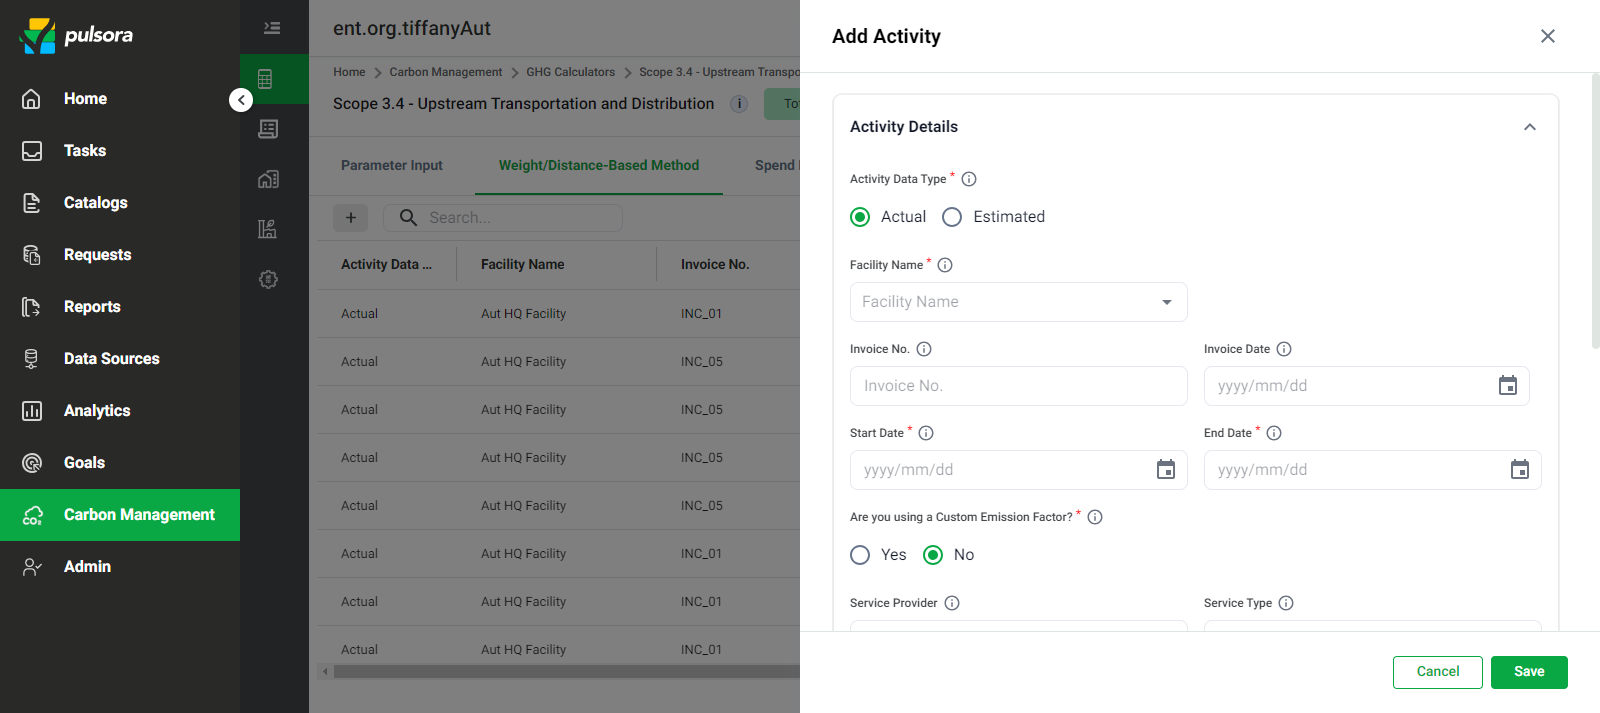 pulsora
Home
Tasks
Catalogs
Requests
Reports
Data Sources
Analytics
Goals
Carbon Management
Admin
ent.org.tiffanyAut
Home > Carbon Management > GHG Calculators > Scope 3.4 - Upstream Transpo
Scope 3.4 - Upstream Transportation and Distribution
To
Parameter Input
Weight/Distance-Based Method
Spend
Search...
Activity Data ... Facility Name Invoice No.
Actual Aut HQ Facility INC_01
Actual Aut HQ Facility INC_05
Actual Aut HQ Facility INC_05
Actual Aut HQ Facility INC_05
Actual Aut HQ Facility INC_05
Actual Aut HQ Facility INC_01
Actual Aut HQ Facility INC_01
Actual Aut HQ Facility INC_01
Add Activity
Activity Details
Activity Data Type *
Actual Estimated
Facility Name *
Facility Name
Invoice No. Invoice Date
Invoice No. yyyy/mm/dd
Start Date * End Date *
yyyy/mm/dd yyyy/mm/dd
Are you using a Custom Emission Factor? *
Yes No
Service Provider Service Type
Cancel Save